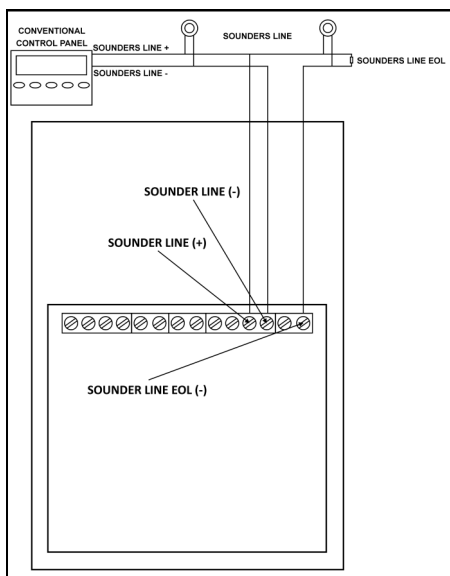 CONVENTIONAL
CONTROL PANEL
SOUNDERS LINE +
SOUNDERS LINE
SOUNDERS LINE EOL
SOUNDERS LINE -
SOUNDER LINE (-)
SOUNDER LINE (+)
SOUNDER LINE EOL (-)